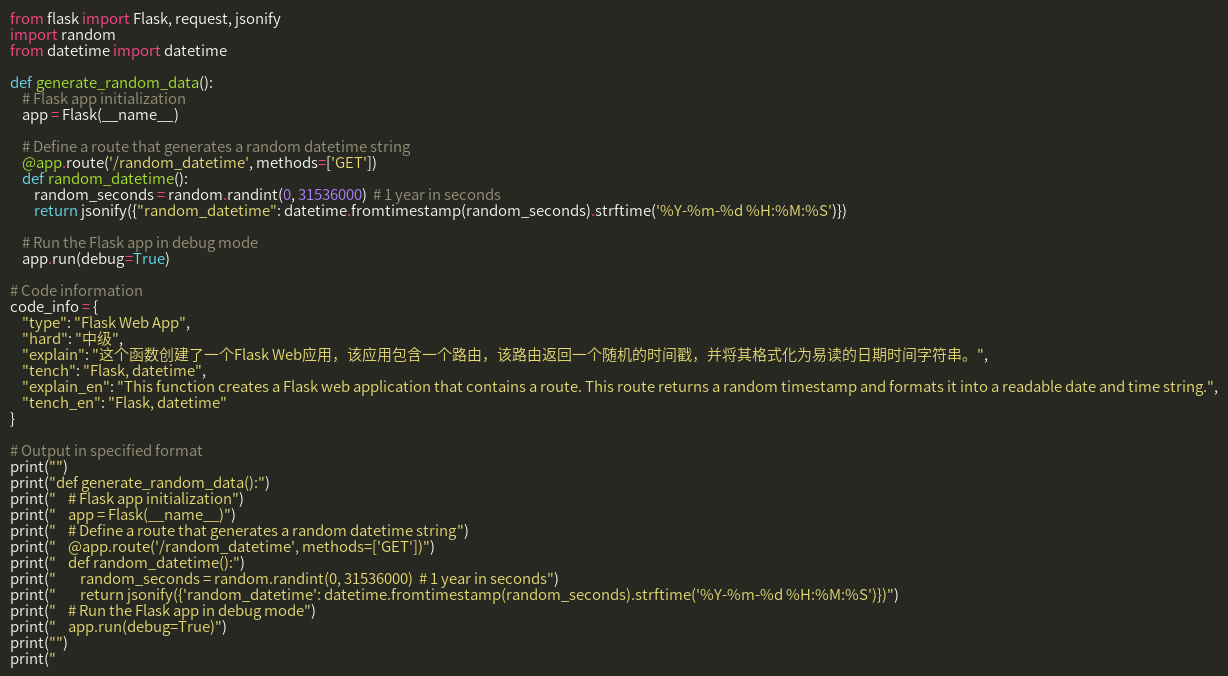 from flask import Flask, request, jsonify
import random
from datetime import datetime

def generate_random_data():
    # Flask app initialization
    app = Flask(__name__)

    # Define a route that generates a random datetime string
    @app.route('/random_datetime', methods=['GET'])
    def random_datetime():
        random_seconds = random.randint(0, 31536000)  # 1 year in seconds
        return jsonify({"random_datetime": datetime.fromtimestamp(random_seconds).strftime('%Y-%m-%d %H:%M:%S')})

    # Run the Flask app in debug mode
    app.run(debug=True)

# Code information
code_info = {
    "type": "Flask Web App",
    "hard": "中级",
    "explain": "这个函数创建了一个Flask Web应用，该应用包含一个路由，该路由返回一个随机的时间戳，并将其格式化为易读的日期时间字符串。",
    "tench": "Flask, datetime",
    "explain_en": "This function creates a Flask web application that contains a route. This route returns a random timestamp and formats it into a readable date and time string.",
    "tench_en": "Flask, datetime"
}

# Output in specified format
print("")
print("def generate_random_data():")
print("    # Flask app initialization")
print("    app = Flask(__name__)")
print("    # Define a route that generates a random datetime string")
print("    @app.route('/random_datetime', methods=['GET'])")
print("    def random_datetime():")
print("        random_seconds = random.randint(0, 31536000)  # 1 year in seconds")
print("        return jsonify({'random_datetime': datetime.fromtimestamp(random_seconds).strftime('%Y-%m-%d %H:%M:%S')})")
print("    # Run the Flask app in debug mode")
print("    app.run(debug=True)")
print("")
print("